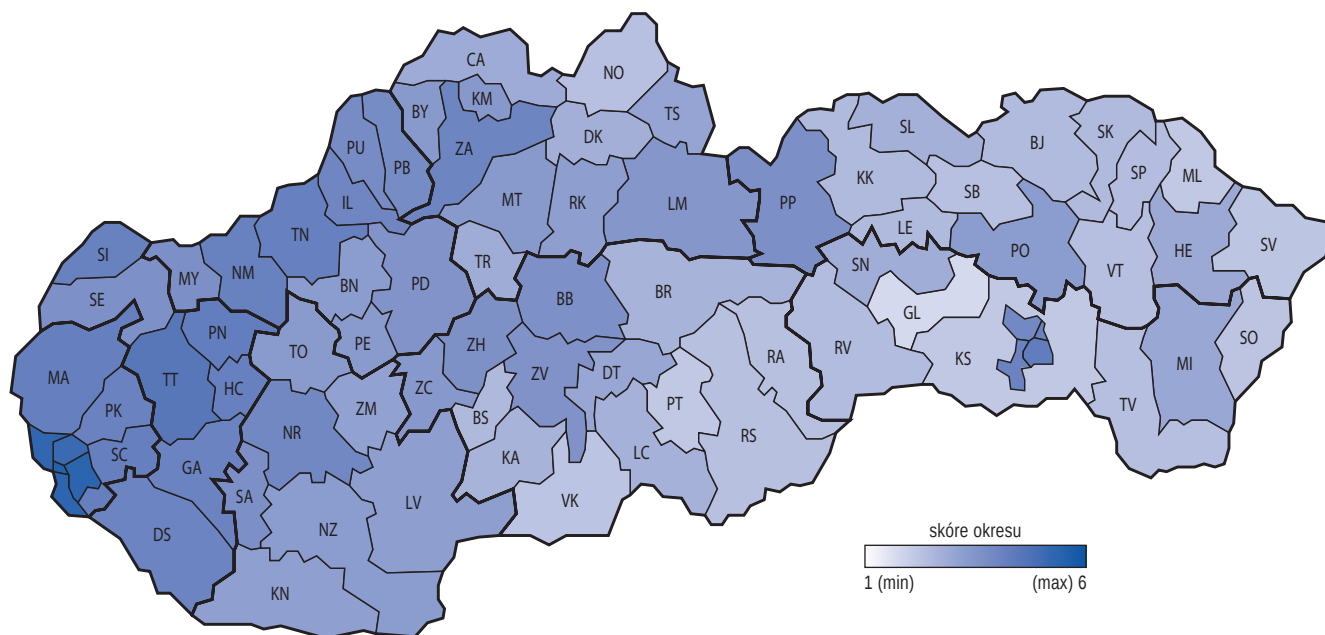 CA
NO
KM
BY
TS
PU
PB
ZA
DK
SL
BJ
SK
SP
ML
KK
SB
IL
MT
RK
LM
PP
LE
TN
PO
HE
SV
VT
SI
MY
NM
TR
SN
SE
BN
PD
BB
BR
GL
PN
TO
PE
ZH
RV
KS
SO
MA
TT
HC
ZC
ZV
DT
RA
MI
PK
ZM
BS
PT
TV
NR
RS
SC
GA
KA
LC
SA
LV
VK
DS
NZ
KN
skóre okresu
1 (min)
(max) 6